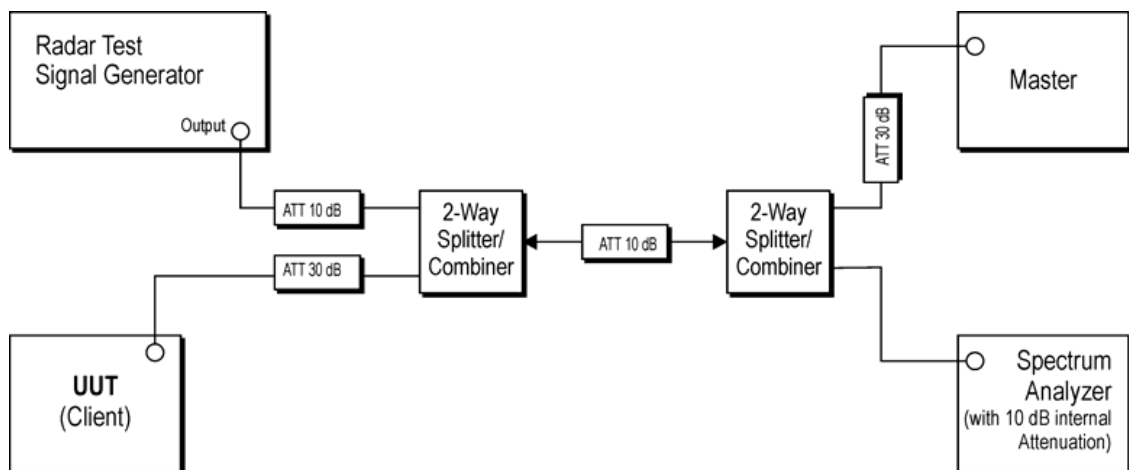 Radar Test
Signal Generator
Output
ATT 10 dB
ATT 30 dB
2-Way
Splitter/
Combiner
ATT 10 dB
2-Way
Splitter/
Combiner
ATT 30 dB
Master
UUT
(Client)
Spectrum
Analyzer
(with 10 dB internal
Attenuation)